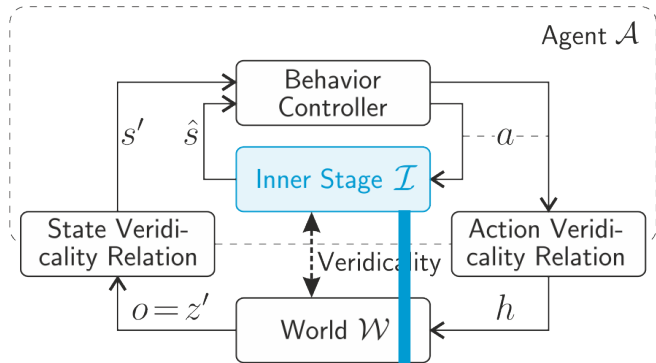 Agent 𝒜
Behavior
Controller
s′
ŝ
a
Inner Stage ℐ
State Veridi-
cality Relation
Action Veridi-
cality Relation
Veridicality
o = z′
h
World 𝒲